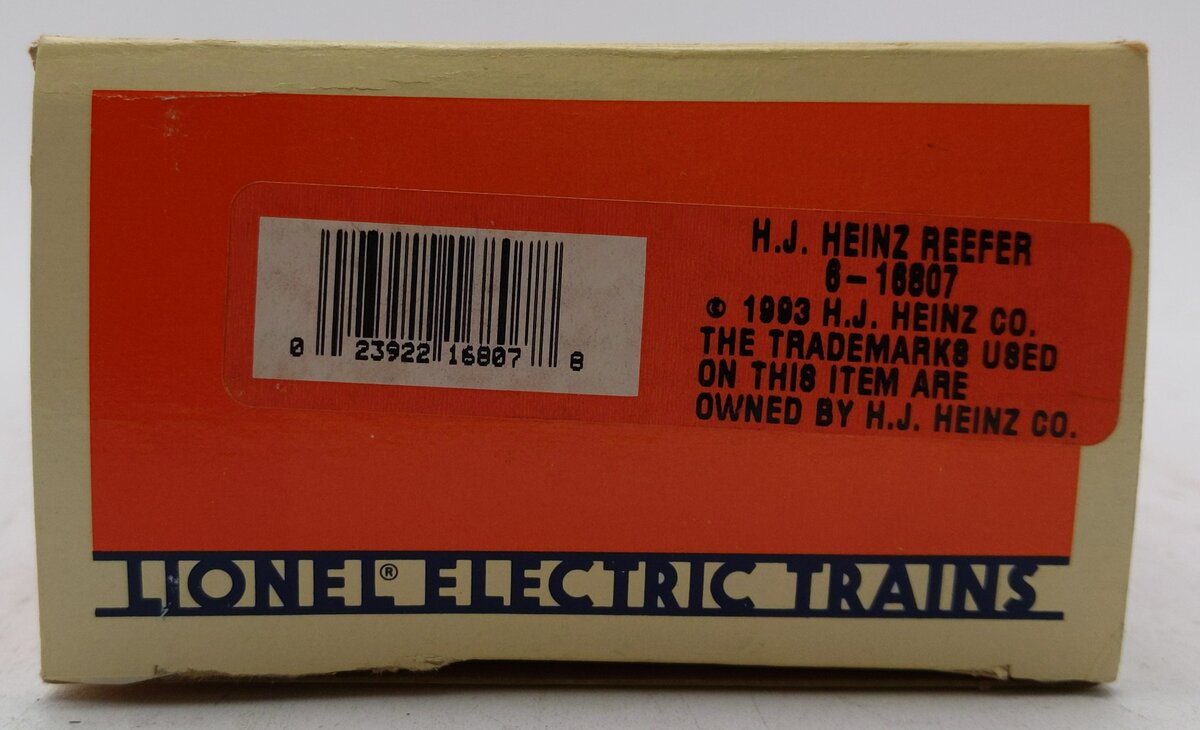 H.J. HEINZ REEFER
6-16807
© 1993 H.J. HEINZ CO.
THE TRADEMARKS USED
ON THIS ITEM ARE
OWNED BY H.J. HEINZ CO.
0 23922 16807 8
LIONEL® ELECTRIC TRAINS